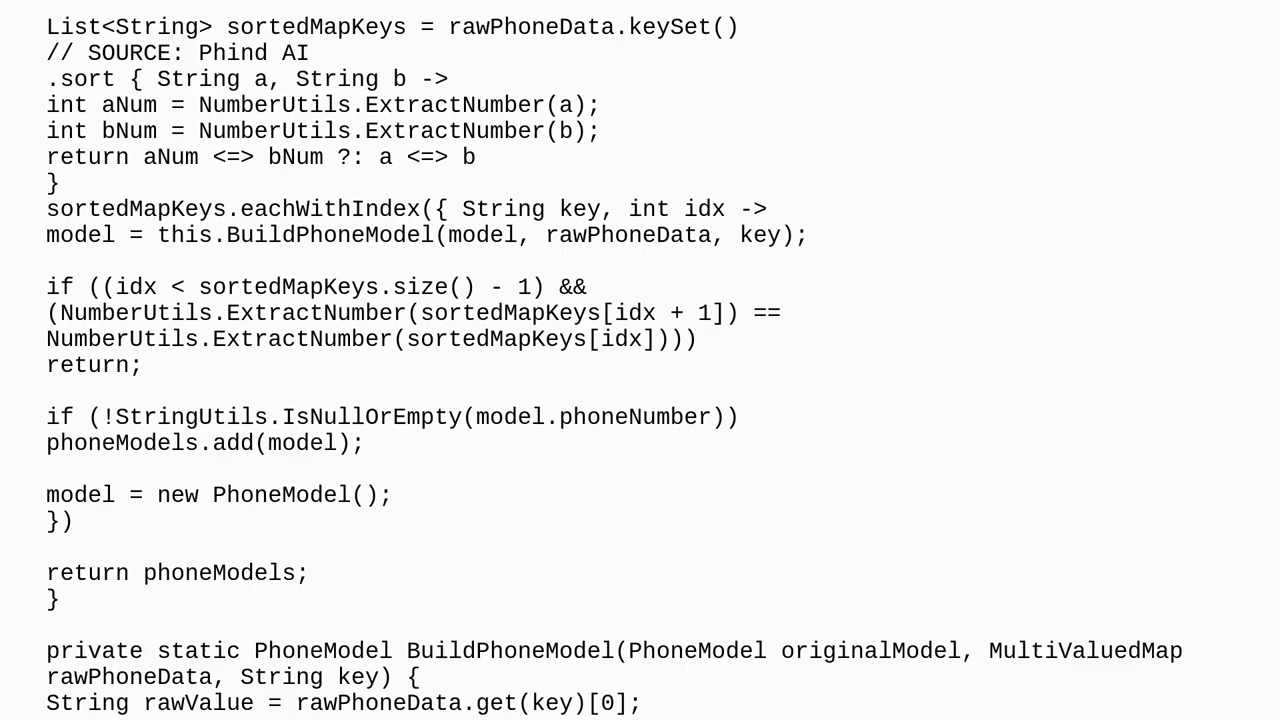 List<String> sortedMapKeys = rawPhoneData.keySet()
// SOURCE: Phind AI
.sort { String a, String b ->
int aNum = NumberUtils.ExtractNumber(a);
int bNum = NumberUtils.ExtractNumber(b);
return aNum <=> bNum ?: a <=> b
}
sortedMapKeys.eachWithIndex({ String key, int idx ->
model = this.BuildPhoneModel(model, rawPhoneData, key);
if ((idx < sortedMapKeys.size() - 1) &&
(NumberUtils.ExtractNumber(sortedMapKeys[idx + 1]) ==
NumberUtils.ExtractNumber(sortedMapKeys[idx])))
return;
if (!StringUtils.IsNullOrEmpty(model.phoneNumber))
phoneModels.add(model);
model = new PhoneModel();
})
return phoneModels;
}
private static PhoneModel BuildPhoneModel(PhoneModel originalModel, MultiValuedMap
rawPhoneData, String key) {
String rawValue = rawPhoneData.get(key)[0];